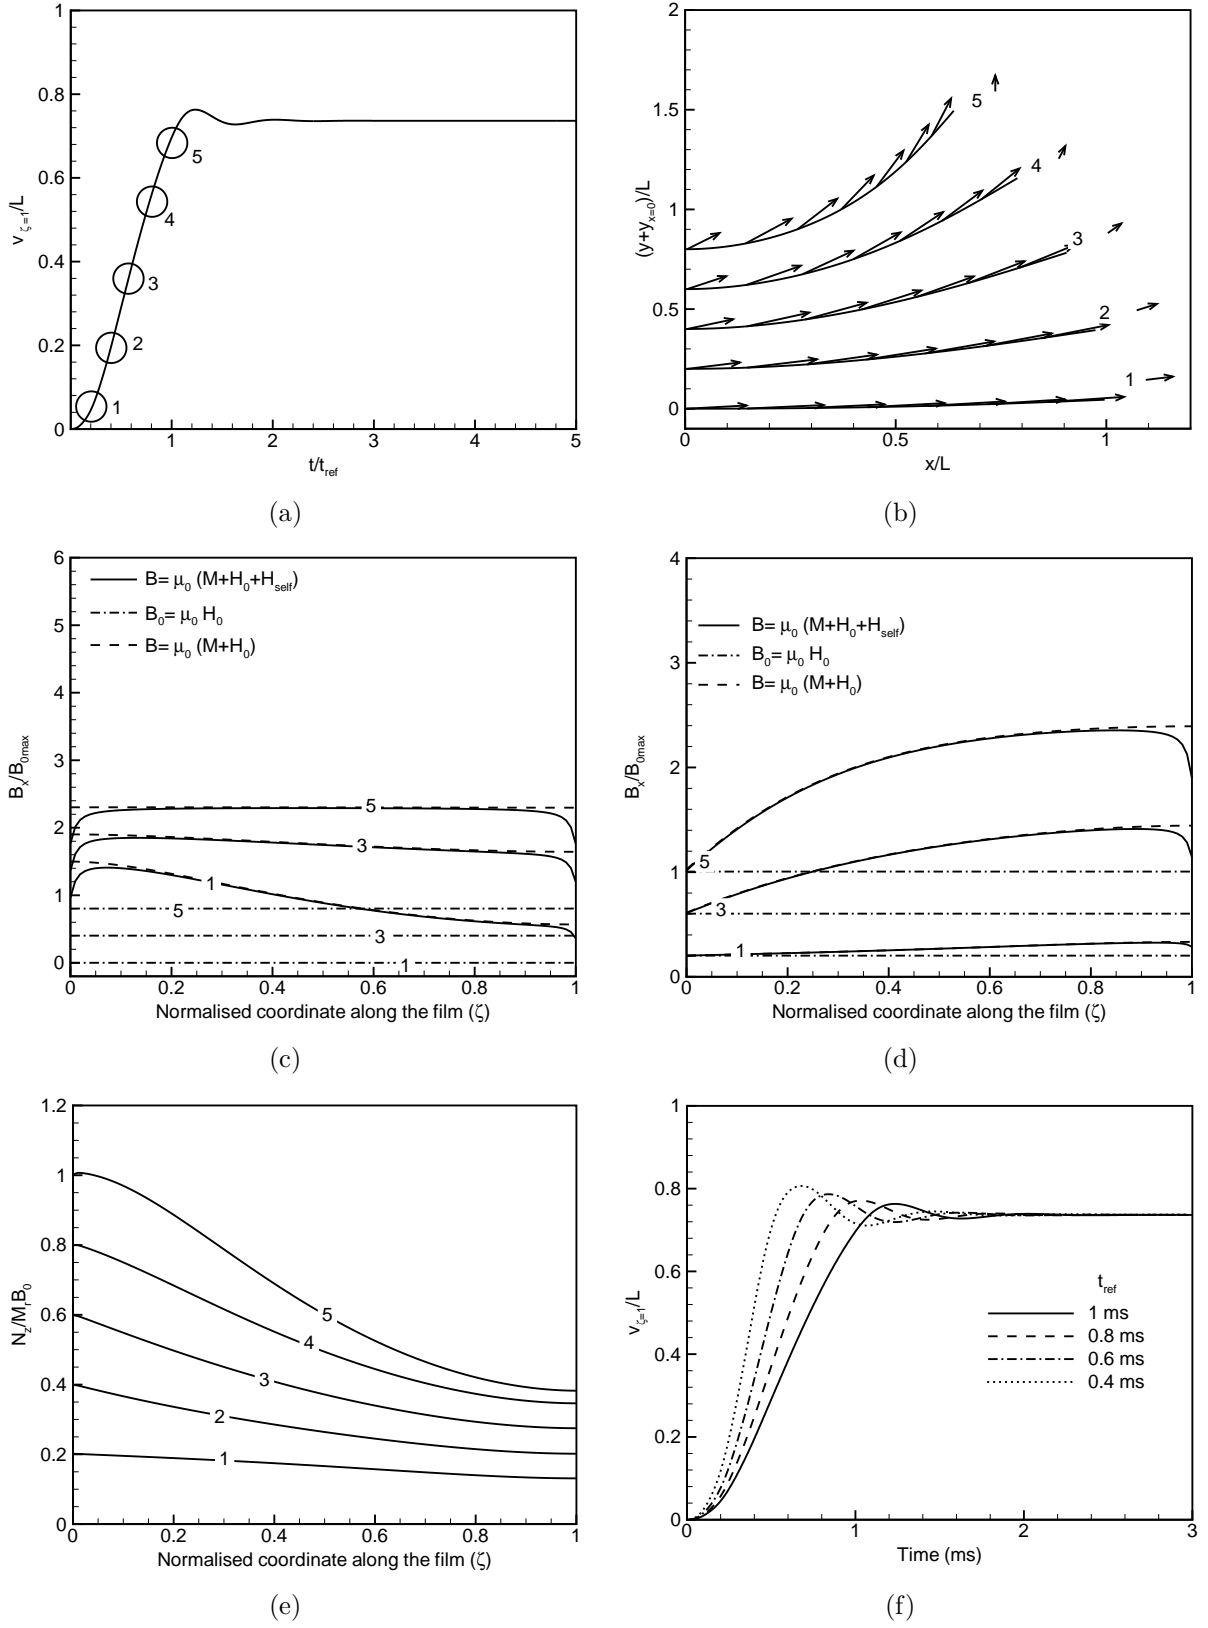 1
0.8
0.6
0.4
0.2
0
v ζ=1/L
1
2
3
4
5
0 1 2 3 4 5
t/t_ref
(a)
2
1.5
1
0.5
0
(y+y_x=0)/L
5
4
3
2
1
0 0.5 1
x/L
(b)
6
5
4
3
2
1
0
B_x/B_0max
B= μ_0 (M+H_0+H_self)
B_0= μ_0 H_0
B= μ_0 (M+H_0)
5
3
1
5
3
1
0 0.2 0.4 0.6 0.8 1
Normalised coordinate along the film (ζ)
(c)
4
3
2
1
0
B_x/B_0max
B= μ_0 (M+H_0+H_self)
B_0= μ_0 H_0
B= μ_0 (M+H_0)
5
3
1
0 0.2 0.4 0.6 0.8 1
Normalised coordinate along the film (ζ)
(d)
1.2
1
0.8
0.6
0.4
0.2
0
N_z/M_rB_0
5
4
3
2
1
0 0.2 0.4 0.6 0.8 1
Normalised coordinate along the film (ζ)
(e)
1
0.8
0.6
0.4
0.2
0
v_ζ=1/L
t_ref
1 ms
0.8 ms
0.6 ms
0.4 ms
0 1 2 3
Time (ms)
(f)